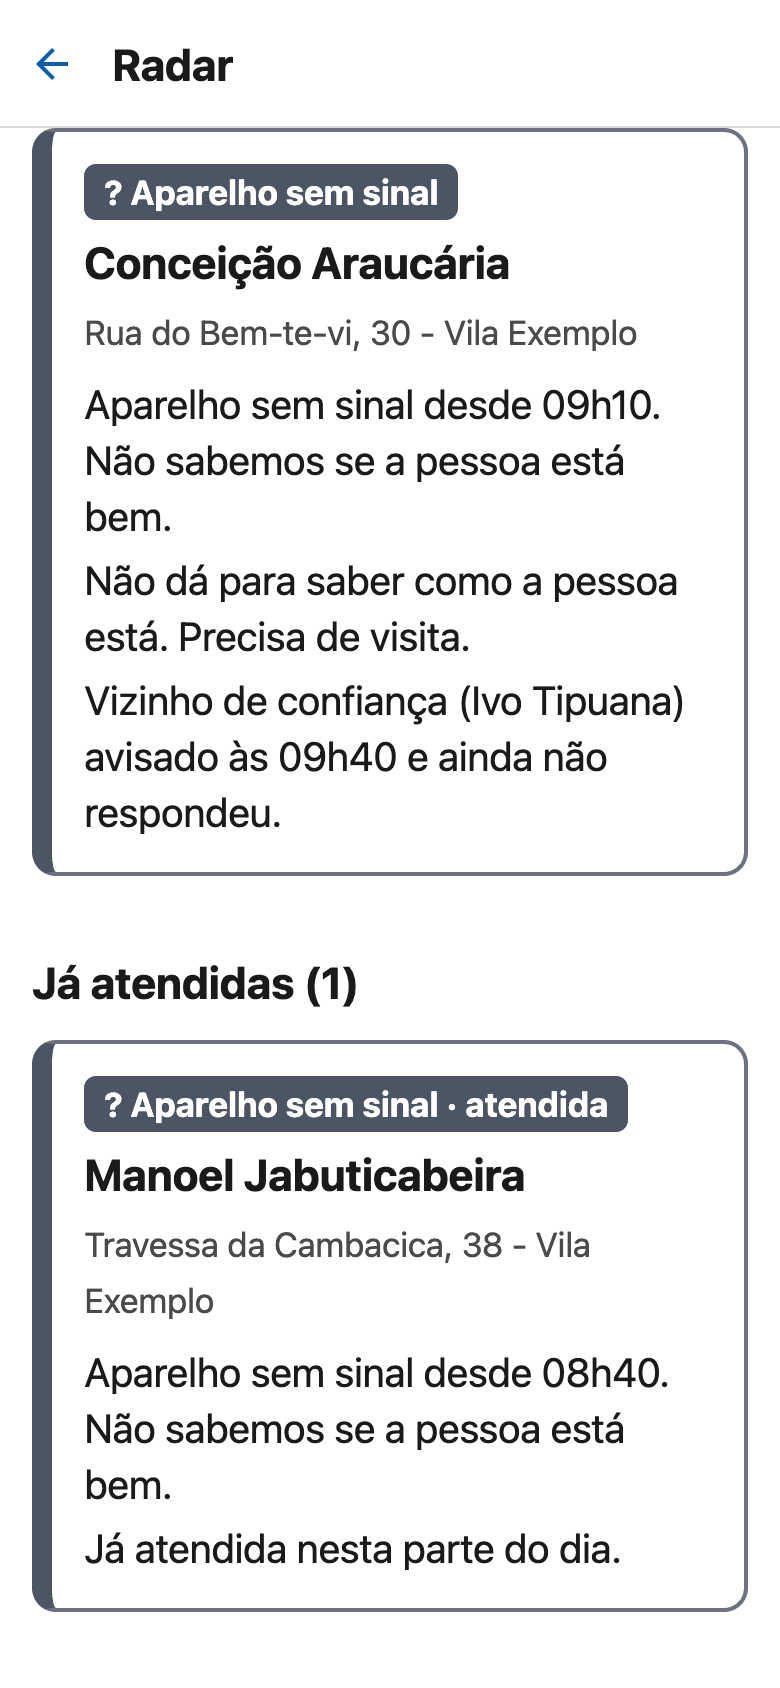 Radar
? Aparelho sem sinal
Conceição Araucária
Rua do Bem-te-vi, 30 - Vila Exemplo
Aparelho sem sinal desde 09h10.
Não sabemos se a pessoa está
bem.
Não dá para saber como a pessoa
está. Precisa de visita.
Vizinho de confiança (Ivo Tipuana)
avisado às 09h40 e ainda não
respondeu.
Já atendidas (1)
? Aparelho sem sinal · atendida
Manoel Jabuticabeira
Travessa da Cambacica, 38 - Vila
Exemplo
Aparelho sem sinal desde 08h40.
Não sabemos se a pessoa está
bem.
Já atendida nesta parte do dia.